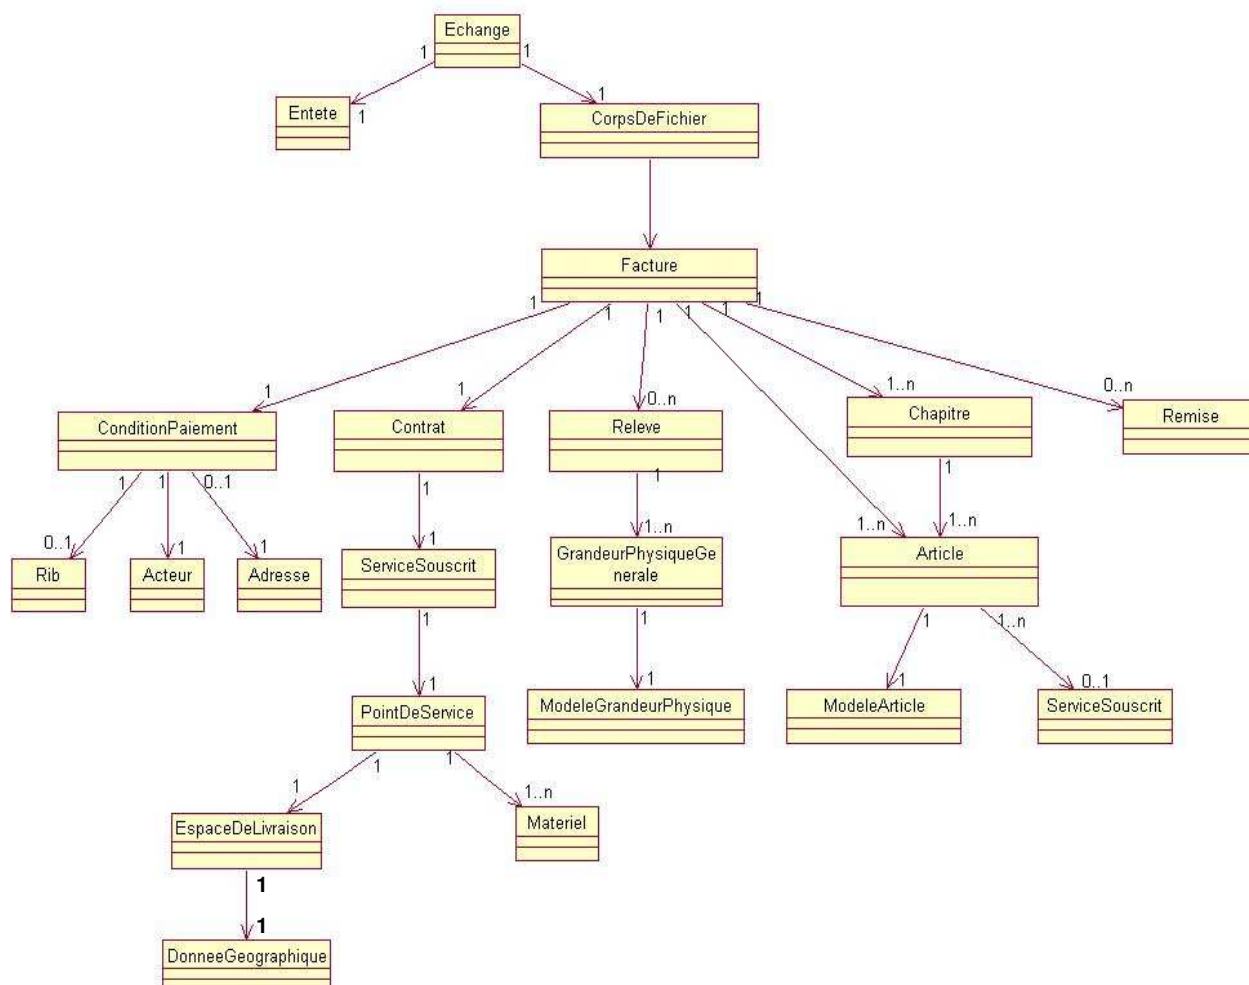 Echange
1
1
1
1
Entete
CorpsDeFichier
Facture
1
1
1
1
1
1
1
1
0..n
1..n
0..n
ConditionPaiement
Contrat
Releve
Chapitre
Remise
1
1
0..1
1
1
1
0..1
1
1
1
1..n
1..n
1..n
Rib
Acteur
Adresse
ServiceSouscrit
GrandeurPhysiqueGe
nerale
Article
1
1
1
1..n
1
1
1
0..1
PointDeService
ModeleGrandeurPhysique
ModeleArticle
ServiceSouscrit
1
1
1
1..n
EspaceDeLivraison
Materiel
1
1
DonneeGeographique